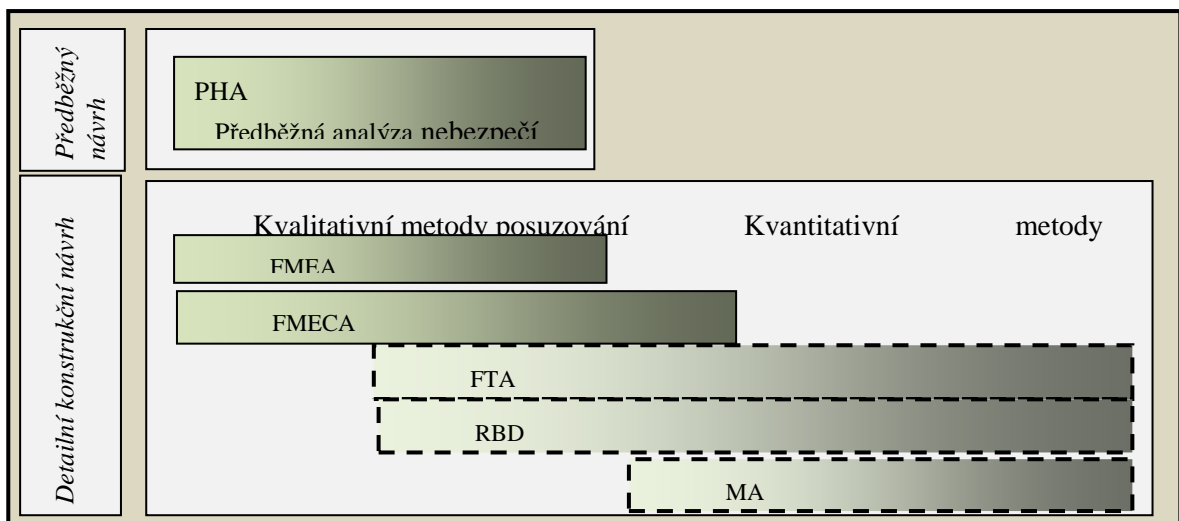 Předběžný
návrh
PHA
Předběžná analýza nebezpečí
Detailní konstrukční návrh
Kvalitativní metody posuzování Kvantitativní metody
FMEA
FMECA
FTA
RBD
MA